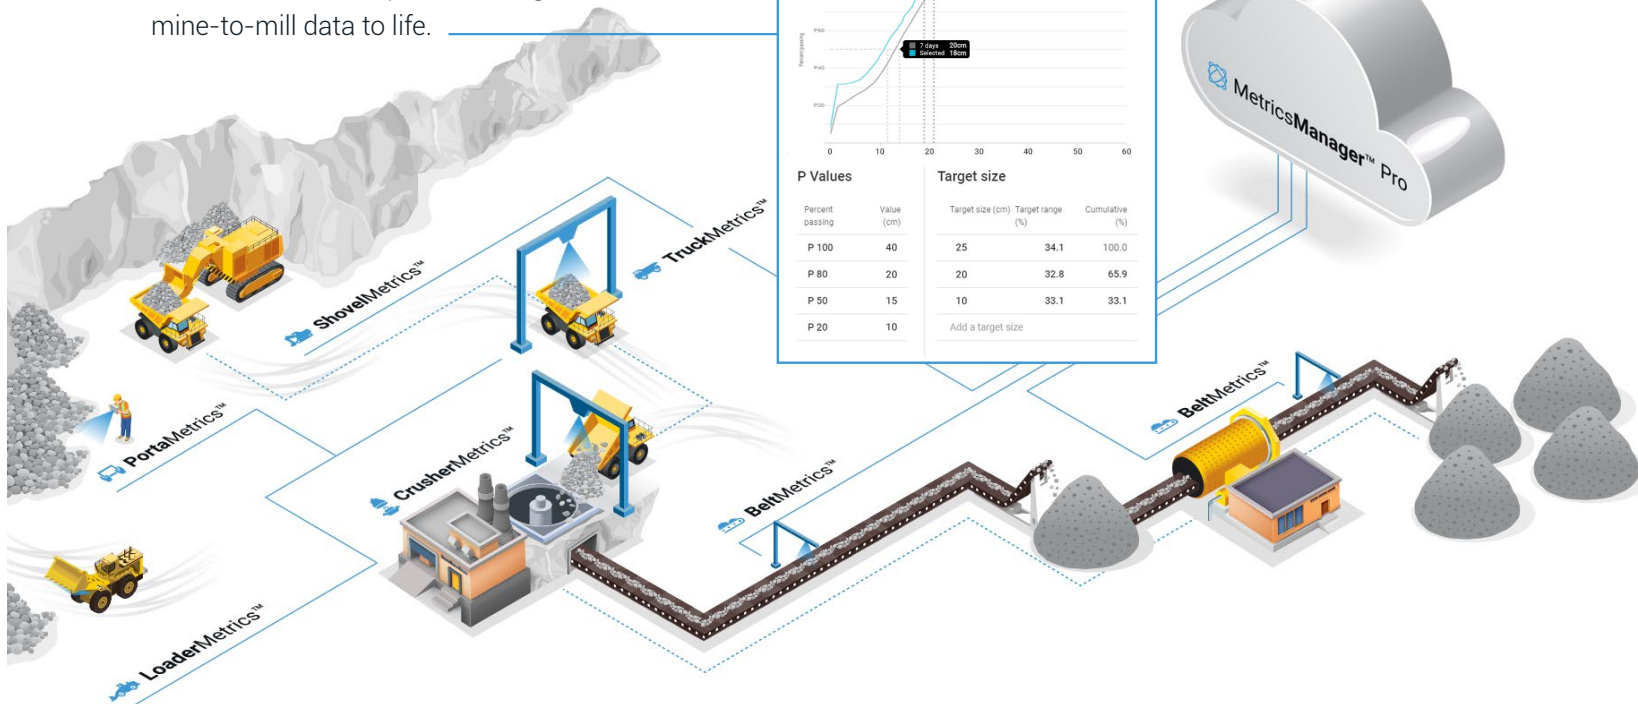 mine-to-mill data to life.
Percent passing
P60
P40
P20
7 days 20cm
Selected 18cm
0 10 20 30 40 50 60
P Values
Percent passing Value (cm)
P 100 40
P 80 20
P 50 15
P 20 10
Target size
Target size (cm) Target range (%) Cumulative (%)
25 34.1 100.0
20 32.8 65.9
10 33.1 33.1
Add a target size
MetricsManager™ Pro
ShovelMetrics™
TruckMetrics™
PortaMetrics™
CrusherMetrics™
BeltMetrics™
BeltMetrics™
LoaderMetrics™